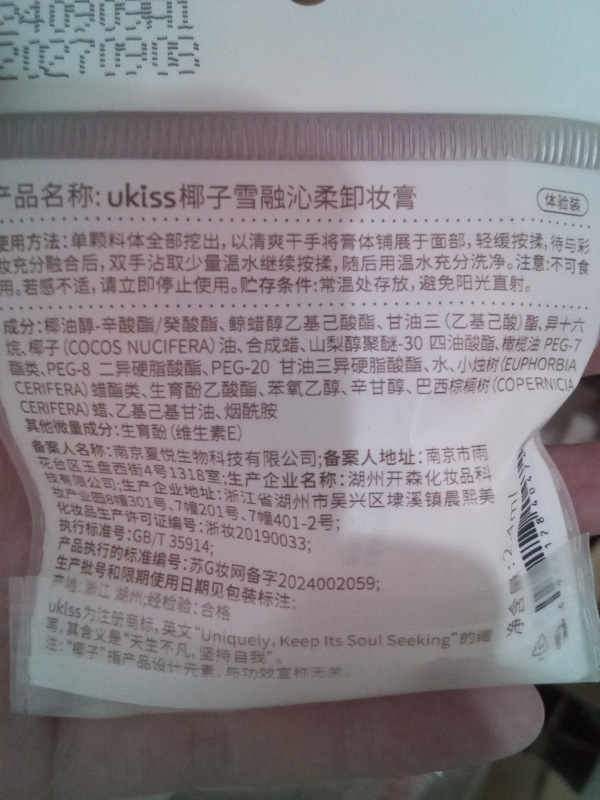 24090941
20270908
产品名称: ukiss椰子雪融沁柔卸妆膏
体验装
使用方法:单颗料体全部挖出,以清爽干手将膏体铺展于面部,轻缓按揉,待与彩
妆充分融合后,双手沾取少量温水继续按揉,随后用温水充分洗净。注意:不可食
用。若感不适,请立即停止使用。贮存条件:常温处存放,避免阳光直射。
成分:椰油醇-辛酸酯/癸酸酯、鲸蜡醇乙基己酸酯、甘油三(乙基己酸)酯、异十六
烷、椰子(COCOS NUCIFERA)油、合成蜡、山梨醇聚醚-30 四油酸酯、橄榄油 PEG-7
酯类、PEG-8 二异硬脂酸酯、PEG-20 甘油三异硬脂酸酯、水、小烛树(EUPHORBIA
CERIFERA)蜡酯类、生育酚乙酸酯、苯氧乙醇、辛甘醇、巴西棕榈树(COPERNICIA
CERIFERA)蜡、乙基己基甘油、烟酰胺
其他微量成分:生育酚(维生素E)
备案人名称:南京夏悦生物科技有限公司;备案人地址:南京市雨
花台区玉盘西街4号1318室;生产企业名称:湖州开森化妆品科
技有限公司;生产企业地址:浙江省湖州市吴兴区埭溪镇晨熙美
妆产业园8幢301号、7幢201号、7幢401-2号;
化妆品生产许可证编号:浙妆20190033;
执行标准号:GB/T 35914;
产品执行的标准编号:苏G妆网备字2024002059;
生产批号和限期使用日期见包装标注;
产地:浙江 湖州;经检验:合格
ukiss为注册商标,英文“Uniquely, Keep Its Soul Seeking”的缩
写,其含义是“天生不凡,坚持自我”。
注:“椰子”指产品设计元素,与功效宣称无关。
净含量:2.4ml